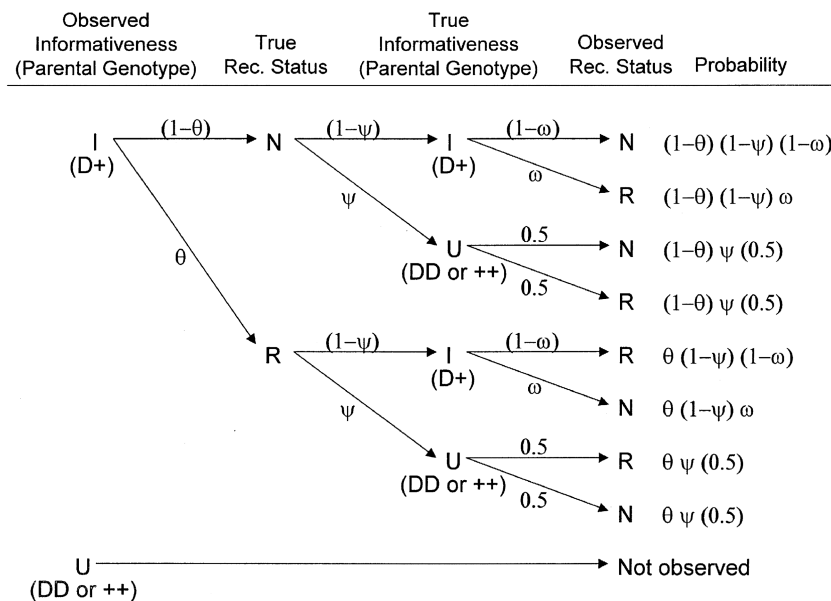 Observed Informativeness (Parental Genotype)
True Rec. Status
True Informativeness (Parental Genotype)
Observed Rec. Status
Probability
I (1−θ) N (1−ψ) I (1−ω) N (1−θ) (1−ψ) (1−ω)
(D+) (D+)
ω R (1−θ) (1−ψ) ω
ψ
U 0.5 N (1−θ) ψ (0.5)
(DD or ++)
θ
0.5 R (1−θ) ψ (0.5)
R (1−ψ) I (1−ω) R θ (1−ψ) (1−ω)
(D+)
ω N θ (1−ψ) ω
ψ
U 0.5 R θ ψ (0.5)
(DD or ++)
0.5 N θ ψ (0.5)
U Not observed
(DD or ++)